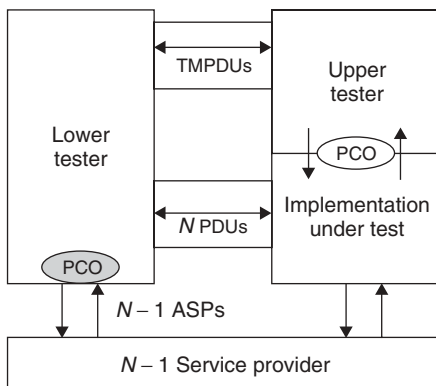 TMPDUs
Upper
tester
Lower
tester
PCO
N PDUs
Implementation
under test
PCO
N – 1 ASPs
N – 1 Service provider